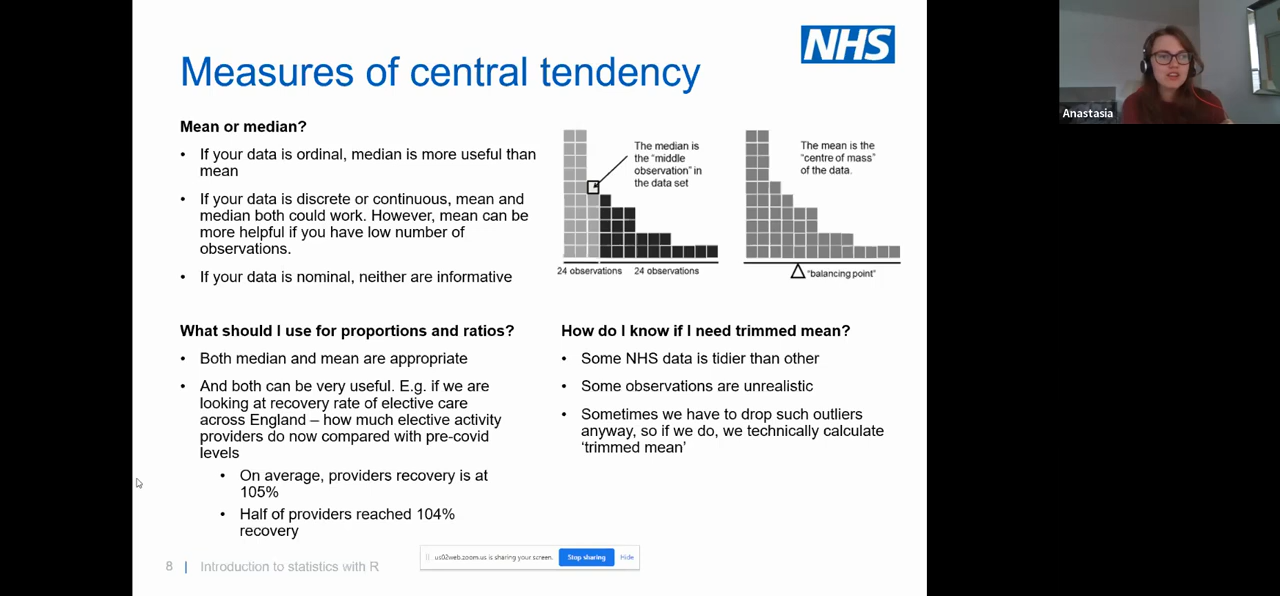 NHS
Measures of central tendency
Mean or median?
• If your data is ordinal, median is more useful than
mean
• If your data is discrete or continuous, mean and
median both could work. However, mean can be
more helpful if you have low number of
observations.
• If your data is nominal, neither are informative
The median is
the "middle
observation" in
the data set
24 observations
24 observations
The mean is the
"centre of mass"
of the data.
"balancing point"
What should I use for proportions and ratios?
• Both median and mean are appropriate
• And both can be very useful. E.g. if we are
looking at recovery rate of elective care
across England – how much elective activity
providers do now compared with pre-covid
levels
• On average, providers recovery is at
105%
• Half of providers reached 104%
recovery
How do I know if I need trimmed mean?
• Some NHS data is tidier than other
• Some observations are unrealistic
• Sometimes we have to drop such outliers
anyway, so if we do, we technically calculate
'trimmed mean'
8 | Introduction to statistics with R
us02web.zoom.us is sharing your screen.
Stop sharing
Hide
Anastasia